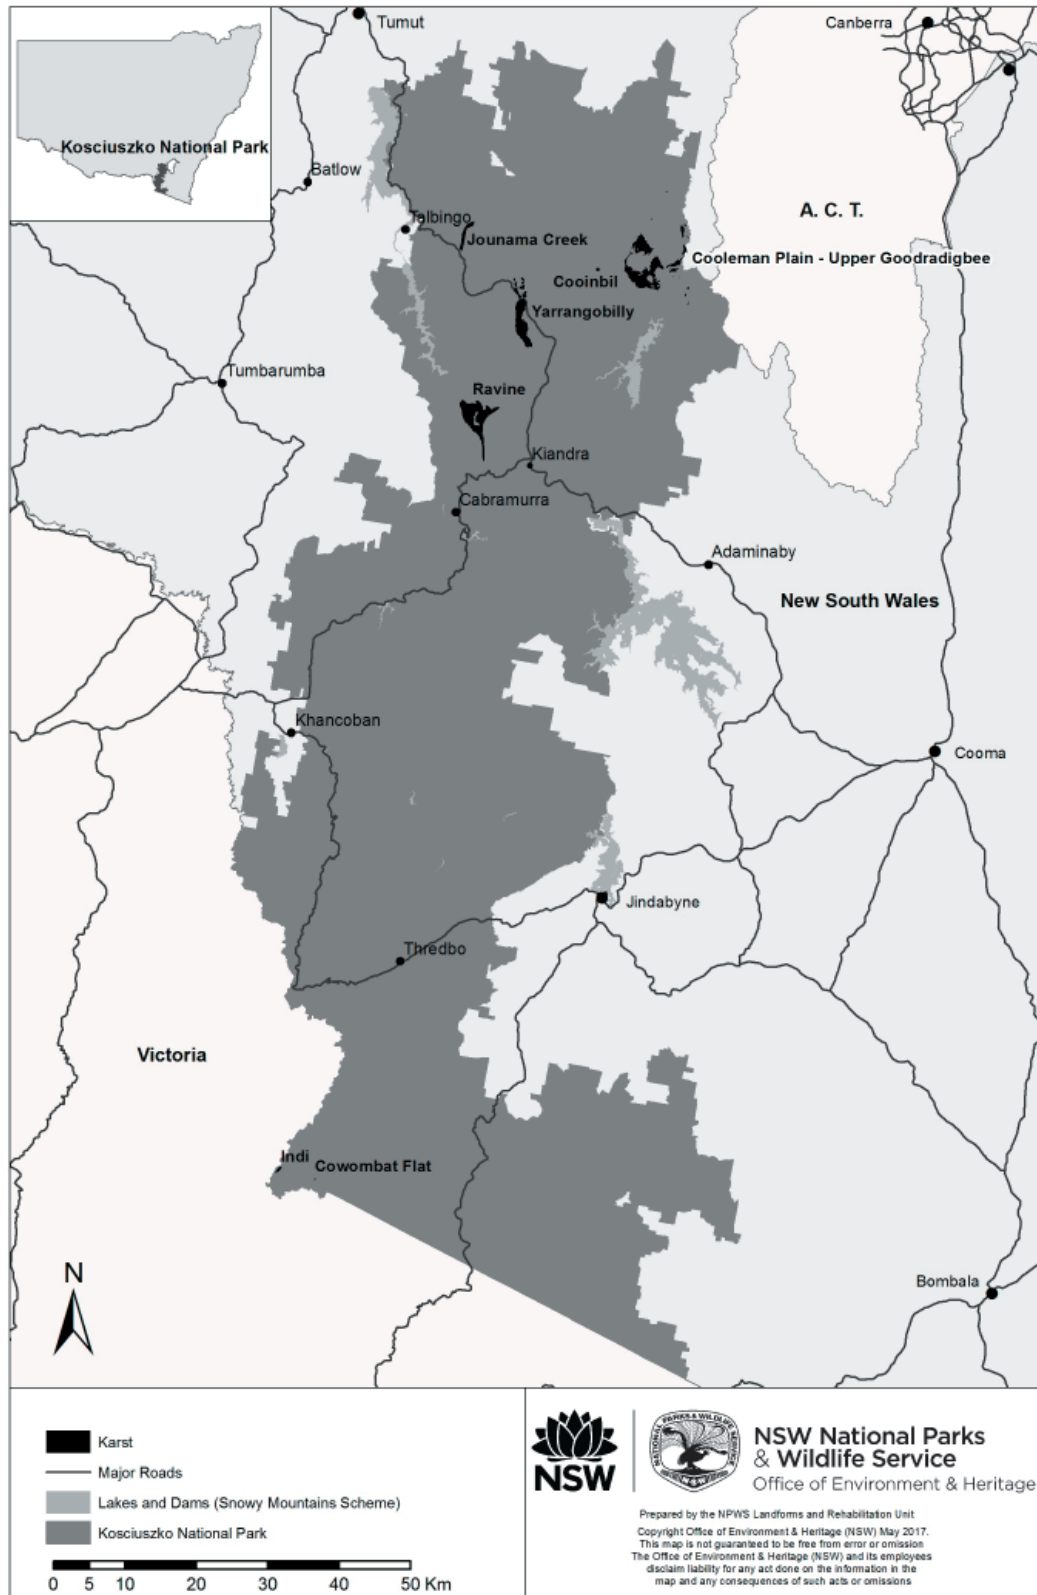 Tumut
Canberra
Kosciuszko National Park
Batlow
A. C. T.
Talbingo
Jounama Creek
Cooleman Plain - Upper Goodradigbee
Cooinbil
Yarrangobilly
Tumbarumba
Ravine
Kiandra
Cabramurra
Adaminaby
New South Wales
Khancoban
Cooma
Jindabyne
Thredbo
Victoria
Indi
Cowombat Flat
N
Bombala
Karst
Major Roads
Lakes and Dams (Snowy Mountains Scheme)
Kosciuszko National Park
0 5 10 20 30 40 50 Km
NSW
NATIONAL PARKS & WILDLIFE SERVICE
N·S·W
NSW National Parks
& Wildlife Service
Office of Environment & Heritage
Prepared by the NPWS Landforms and Rehabilitation Unit
Copyright Office of Environment & Heritage (NSW) May 2017.
This map is not guaranteed to be free from error or omission
The Office of Environment & Heritage (NSW) and its employees
disclaim liability for any act done on the information in the
map and any consequences of such acts or omissions